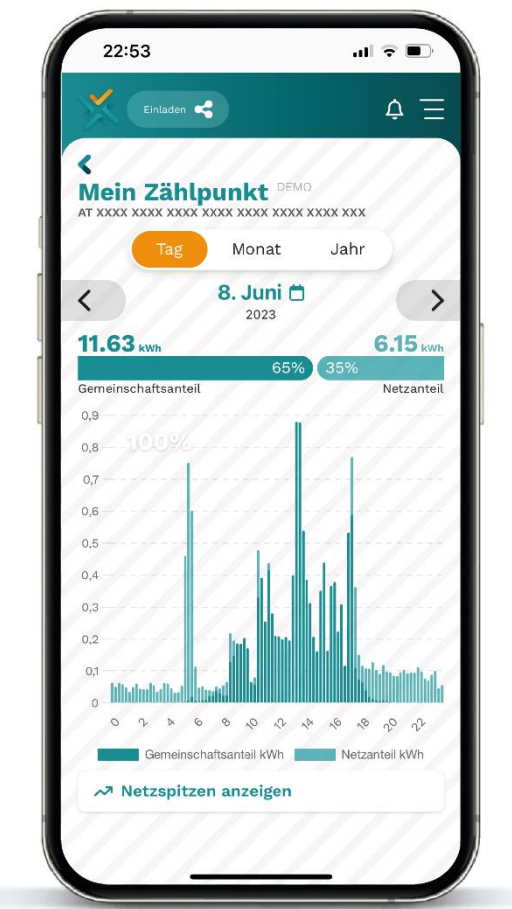 22:53
Einladen
Mein Zählpunkt DEMO
AT XXXX XXXX XXXX XXXX XXXX XXXX XXXX XXX
Tag Monat Jahr
8. Juni
2023
11.63 kWh 6.15 kWh
65% 35%
Gemeinschaftsanteil Netzanteil
0,9
0,8
100%
0,7
0,6
0,5
0,4
0,3
0,2
0,1
0
0 2 4 6 8 10 12 14 16 18 20 22
Gemeinschaftsanteil kWh Netzanteil kWh
Netzspitzen anzeigen